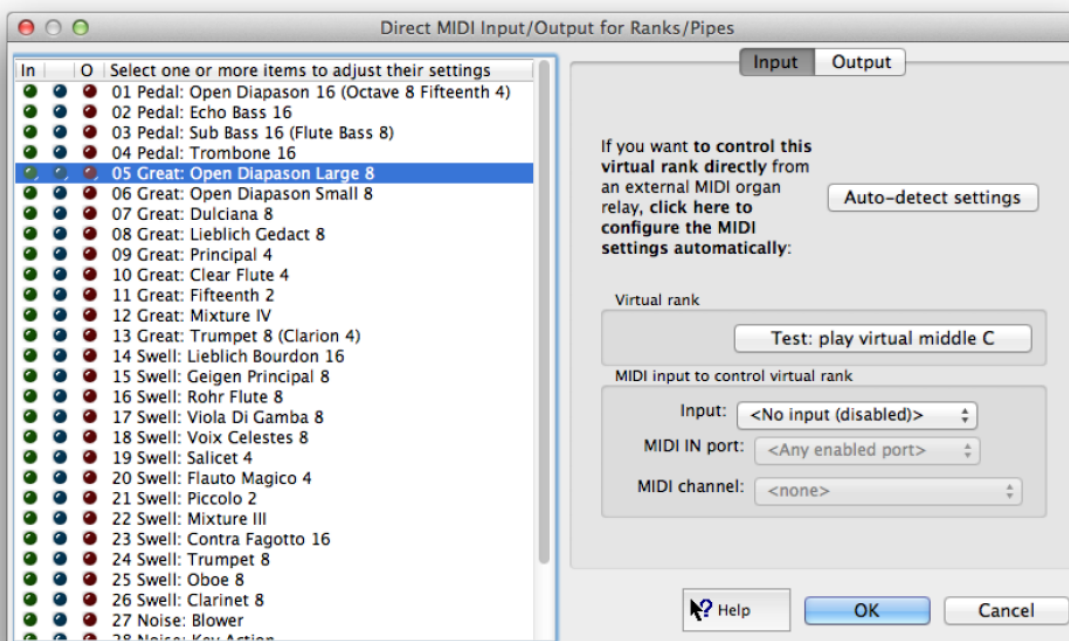 Direct MIDI Input/Output for Ranks/Pipes
In O Select one or more items to adjust their settings
01 Pedal: Open Diapason 16 (Octave 8 Fifteenth 4)
02 Pedal: Echo Bass 16
03 Pedal: Sub Bass 16 (Flute Bass 8)
04 Pedal: Trombone 16
05 Great: Open Diapason Large 8
06 Great: Open Diapason Small 8
07 Great: Dulciana 8
08 Great: Lieblich Gedact 8
09 Great: Principal 4
10 Great: Clear Flute 4
11 Great: Fifteenth 2
12 Great: Mixture IV
13 Great: Trumpet 8 (Clarion 4)
14 Swell: Lieblich Bourdon 16
15 Swell: Geigen Principal 8
16 Swell: Rohr Flute 8
17 Swell: Viola Di Gamba 8
18 Swell: Voix Celestes 8
19 Swell: Salicet 4
20 Swell: Flauto Magico 4
21 Swell: Piccolo 2
22 Swell: Mixture III
23 Swell: Contra Fagotto 16
24 Swell: Trumpet 8
25 Swell: Oboe 8
26 Swell: Clarinet 8
27 Noise: Blower
28 Noise: Key Action
Input Output
If you want to control this
virtual rank directly from
an external MIDI organ
relay, click here to
configure the MIDI
settings automatically:
Auto-detect settings
Virtual rank
Test: play virtual middle C
MIDI input to control virtual rank
Input: <No input (disabled)>
MIDI IN port: <Any enabled port>
MIDI channel: <none>
Help
OK
Cancel